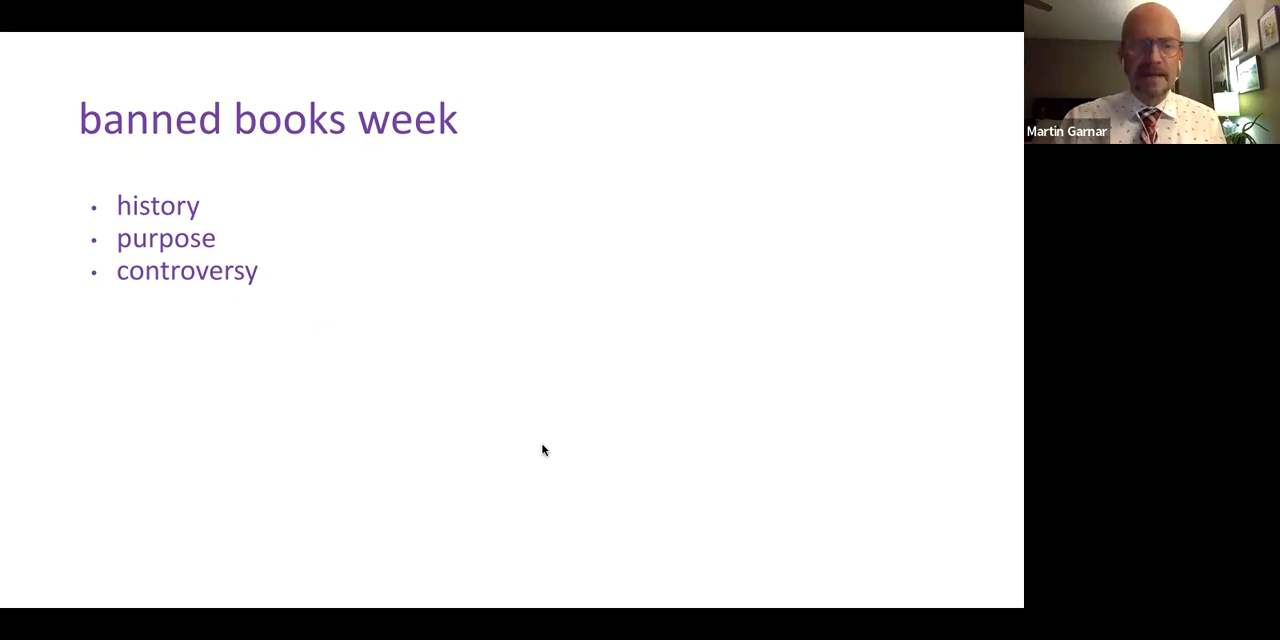 banned books week
• history
• purpose
• controversy
Martin Garnar